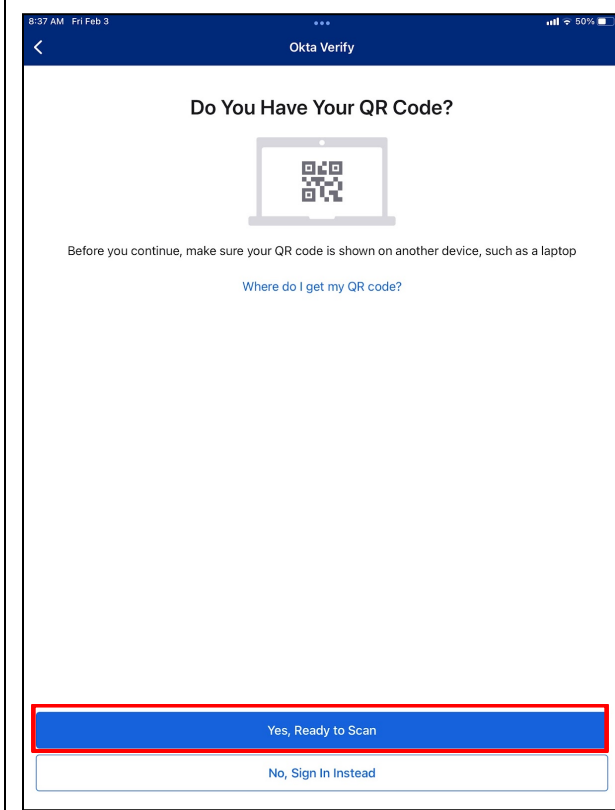 8:37 AM Fri Feb 3
50%
Okta Verify
Do You Have Your QR Code?
Before you continue, make sure your QR code is shown on another device, such as a laptop
Where do I get my QR code?
Yes, Ready to Scan
No, Sign In Instead